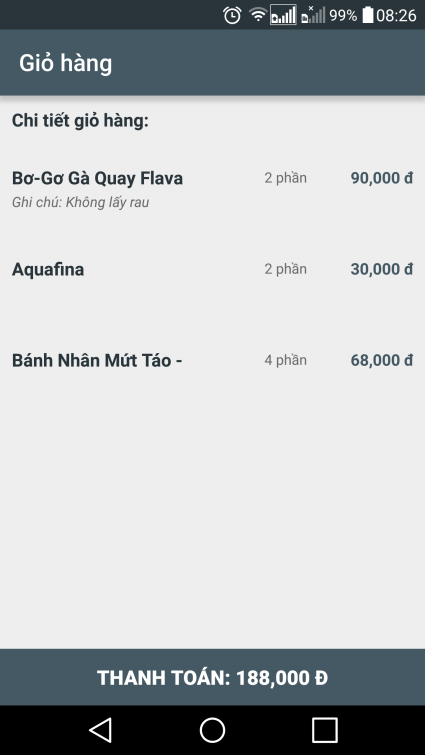 99% 08:26
Giỏ hàng
Chi tiết giỏ hàng:
Bơ-Gơ Gà Quay Flava 2 phần 90,000 đ
Ghi chú: Không lấy rau
Aquafina 2 phần 30,000 đ
Bánh Nhân Mứt Táo - 4 phần 68,000 đ
THANH TOÁN: 188,000 Đ